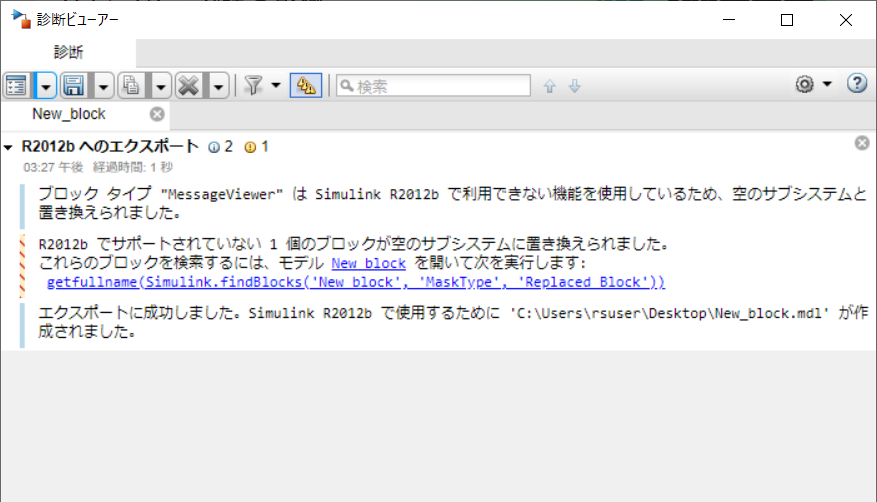 診断ビューアー
診断
検索
New_block
R2012b へのエクスポート 2 1
03:27 午後 経過時間: 1 秒
ブロック タイプ "MessageViewer" は Simulink R2012b で利用できない機能を使用しているため、空のサブシステムと
置き換えられました。
R2012b でサポートされていない 1 個のブロックが空のサブシステムに置き換えられました。
これらのブロックを検索するには、モデル New_block を開いて次を実行します:
getfullname(Simulink.findBlocks('New_block', 'MaskType', 'Replaced Block'))
エクスポートに成功しました。Simulink R2012b で使用するために 'C:\Users\rsuser\Desktop\New_block.mdl' が作
成されました。